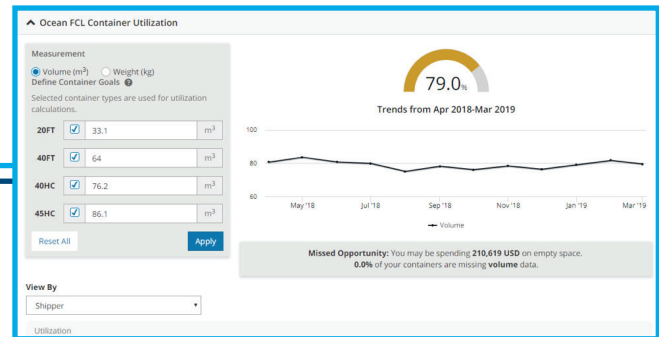 Ocean FCL Container Utilization
Measurement
Volume (m³) Weight (kg)
Define Container Goals ?
Selected container types are used for utilization
calculations.
20FT 33.1 m³
40FT 64 m³
40HC 76.2 m³
45HC 86.1 m³
Reset All Apply
79.0%
Trends from Apr 2018-Mar 2019
100
80
60
May '18 Jul '18 Sep '18 Nov '18 Jan '19 Mar '19
Volume
Missed Opportunity: You may be spending 210,619 USD on empty space.
0.0% of your containers are missing volume data.
View By
Shipper
Utilization